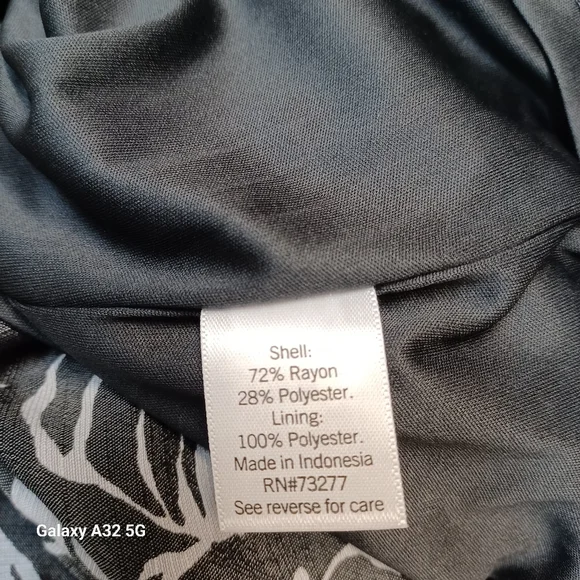 Shell:
72% Rayon
28% Polyester.
Lining:
100% Polyester.
Made in Indonesia
RN#73277
See reverse for care
Galaxy A32 5G